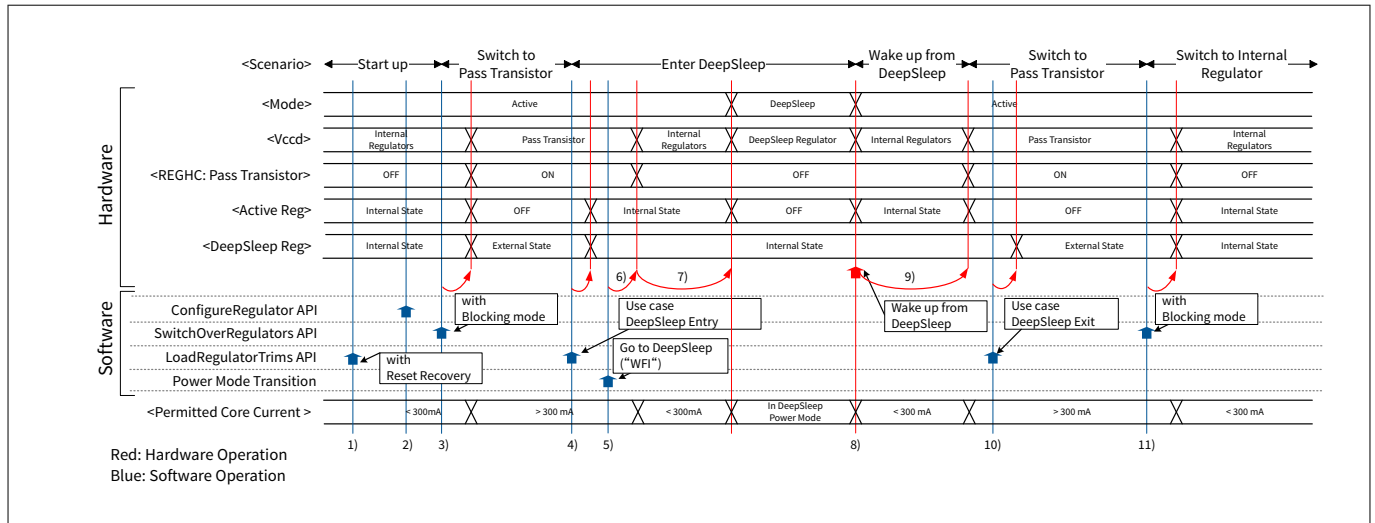 Switch to
Pass Transistor
Wake up from
DeepSleep
Switch to
Pass Transistor
Switch to Internal
Regulator
<Scenario>
Start up
Enter DeepSleep
Hardware
<Mode>
Active
DeepSleep
Active
<Vccd>
Internal
Regulators
Pass Transistor
Internal
Regulators
DeepSleep Regulator
Internal Regulators
Pass Transistor
Internal
Regulators
<REGHC: Pass Transistor>
OFF
ON
OFF
ON
OFF
<Active Reg>
Internal State
OFF
Internal State
OFF
Internal State
OFF
Internal State
<DeepSleep Reg>
Internal State
External State
Internal State
External State
Internal State
6)
7)
9)
Software
ConfigureRegulator API
SwitchOverRegulators API
LoadRegulatorTrims API
Power Mode Transition
with
Reset Recovery
with
Blocking mode
Use case
DeepSleep Entry
Go to DeepSleep
(“WFI“)
Wake up from
DeepSleep
Use case
DeepSleep Exit
with
Blocking mode
<Permitted Core Current >
< 300mA
> 300 mA
< 300mA
In DeepSleep
Power Mode
< 300 mA
> 300 mA
< 300 mA
1)
2)
3)
4)
5)
8)
10)
11)
Red: Hardware Operation
Blue: Software Operation